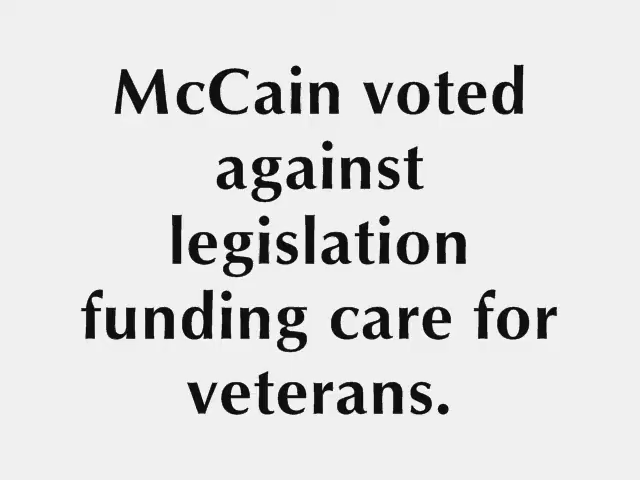 McCain voted
against
legislation
funding care for
veterans.